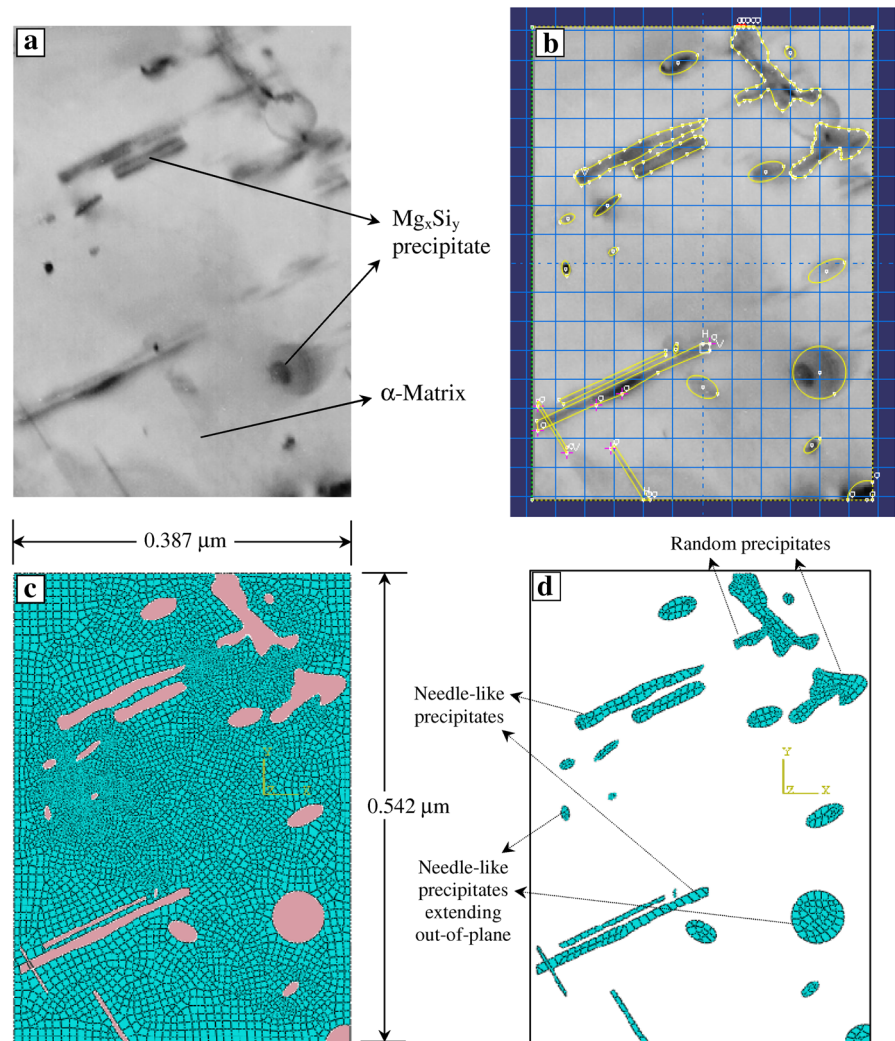 a
b
MgₓSiᵧ
precipitate
α-Matrix
H
V
0.387 μm
Random precipitates
c
d
Needle-like
precipitates
Y
Z X
Y
Z X
0.542 μm
Needle-like
precipitates
extending
out-of-plane